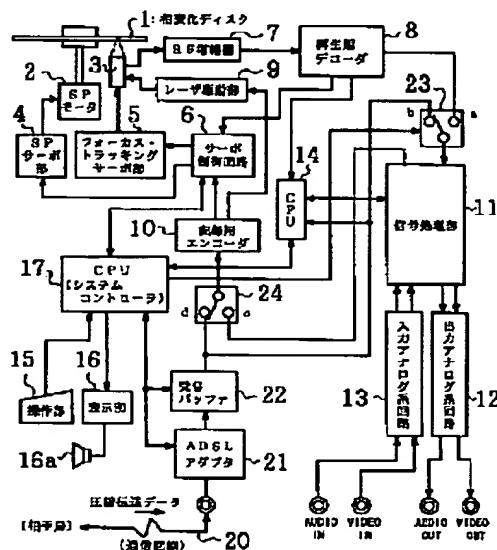 1:相変化ディスク
7
RF増幅器
8
再生用
デコーダ
3
9
レーザ駆動部
2
SP
モータ
23
b
a
4
SP
サーボ
部
5
フォーカス・
トラッキング
サーボ部
6
サーボ
制御回路
14
CPU
11
信号処理部
10
記録用
エンコーダ
17
CPU
(システム
コントローラ)
24
d
c
15
操作部
16
表示部
16a
22
受信
バッファ
13
入力アナログ系回路
出力アナログ系回路
12
ADSL
アダプタ
21
圧縮伝送データ
20
[相手局]
(通信回線)
AUDIO
IN
VIDEO
IN
AUDIO
OUT
VIDEO
OUT